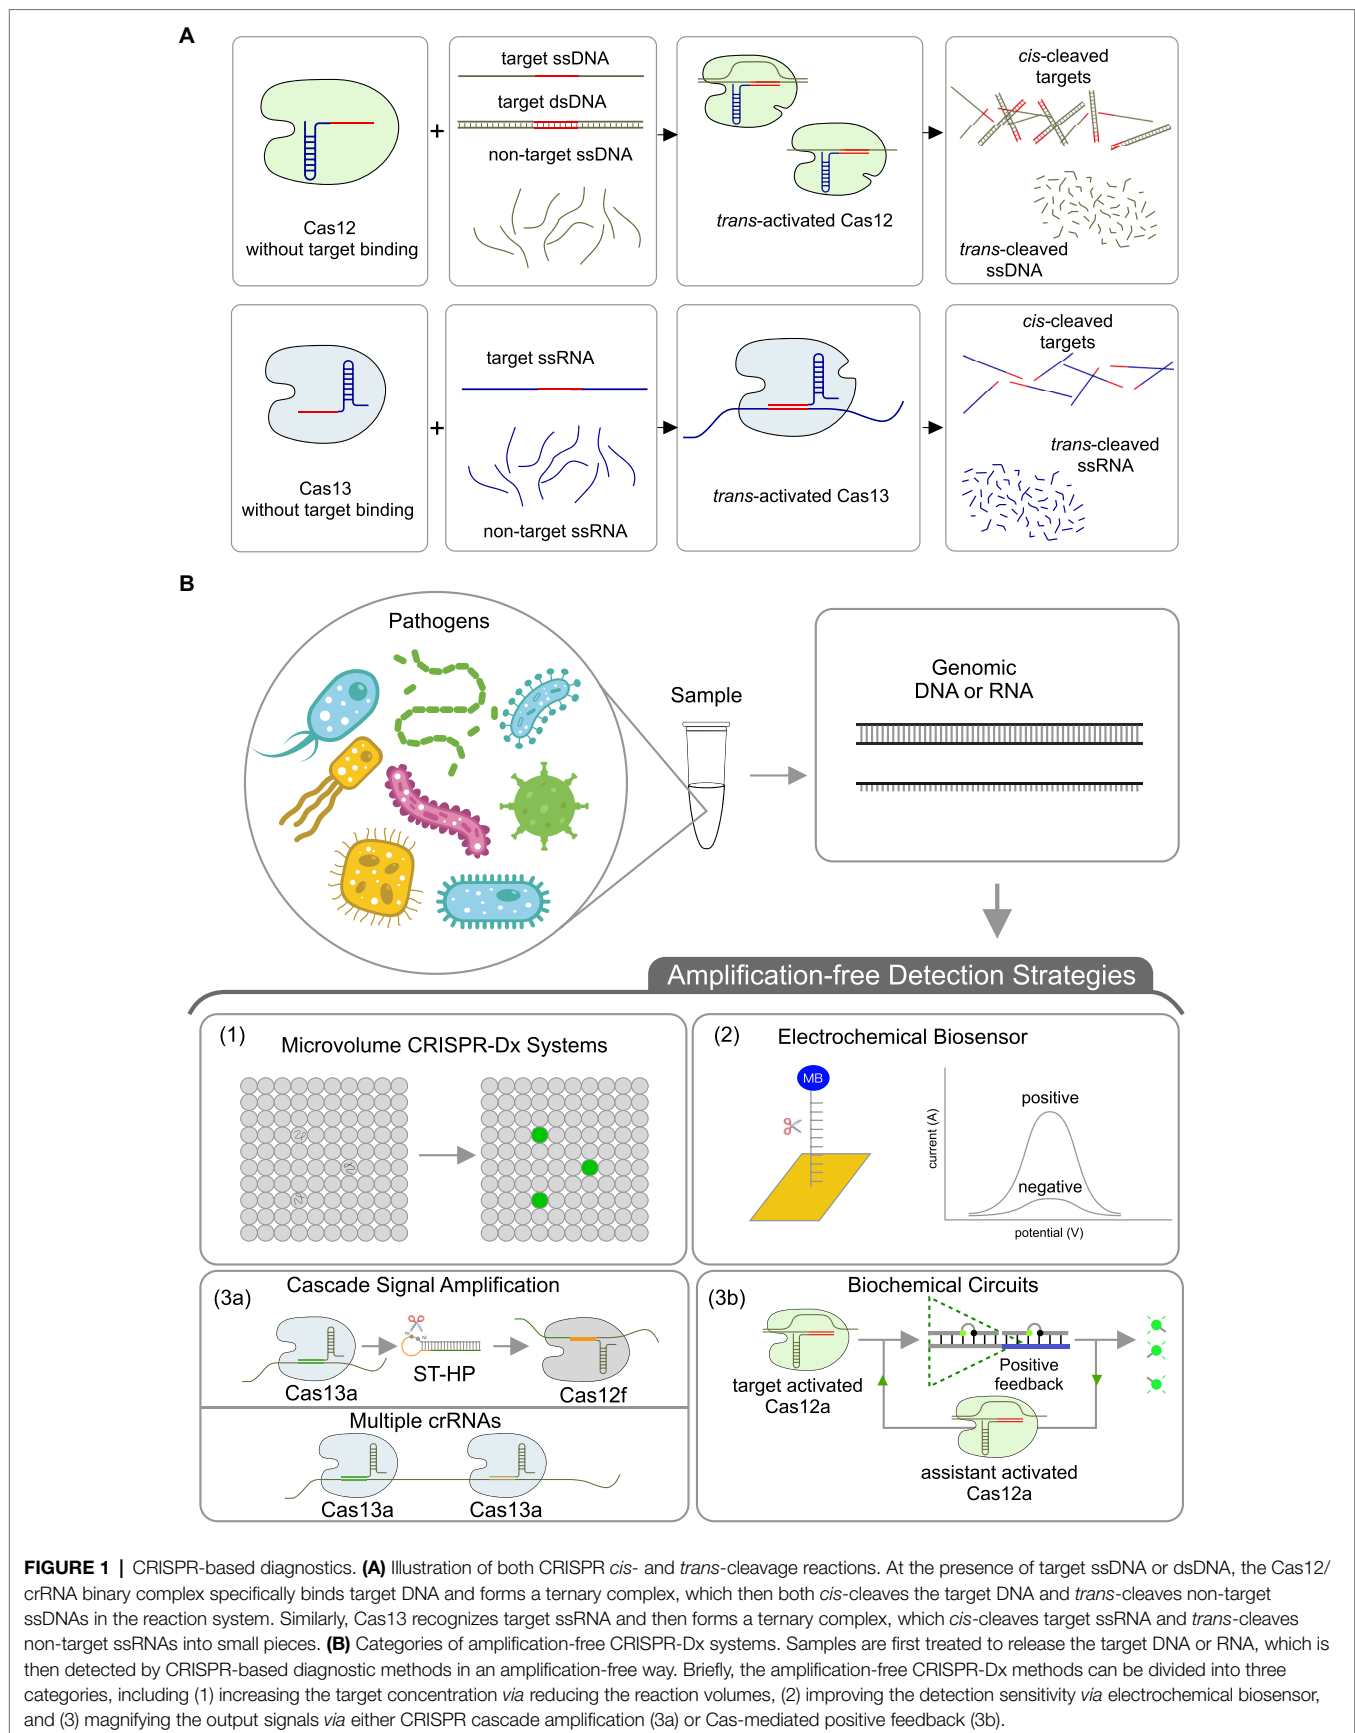 A
Cas12
without target binding
+
target ssDNA
target dsDNA
non-target ssDNA
trans-activated Cas12
cis-cleaved
targets
trans-cleaved
ssDNA
Cas13
without target binding
+
target ssRNA
non-target ssRNA
trans-activated Cas13
cis-cleaved
targets
trans-cleaved
ssRNA
B
Pathogens
Sample
Genomic
DNA or RNA
Amplification-free Detection Strategies
(1)
Microvolume CRISPR-Dx Systems
(2)
Electrochemical Biosensor
MB
current (A)
positive
negative
potential (V)
(3a)
Cascade Signal Amplification
Cas13a
ST-HP
Cas12f
Multiple crRNAs
Cas13a
Cas13a
(3b)
Biochemical Circuits
target activated
Cas12a
Positive
feedback
assistant activated
Cas12a
FIGURE 1 | CRISPR-based diagnostics. (A) Illustration of both CRISPR cis- and trans-cleavage reactions. At the presence of target ssDNA or dsDNA, the Cas12/
crRNA binary complex specifically binds target DNA and forms a ternary complex, which then both cis-cleaves the target DNA and trans-cleaves non-target
ssDNAs in the reaction system. Similarly, Cas13 recognizes target ssRNA and then forms a ternary complex, which cis-cleaves target ssRNA and trans-cleaves
non-target ssRNAs into small pieces. (B) Categories of amplification-free CRISPR-Dx systems. Samples are first treated to release the target DNA or RNA, which is
then detected by CRISPR-based diagnostic methods in an amplification-free way. Briefly, the amplification-free CRISPR-Dx methods can be divided into three
categories, including (1) increasing the target concentration via reducing the reaction volumes, (2) improving the detection sensitivity via electrochemical biosensor,
and (3) magnifying the output signals via either CRISPR cascade amplification (3a) or Cas-mediated positive feedback (3b).